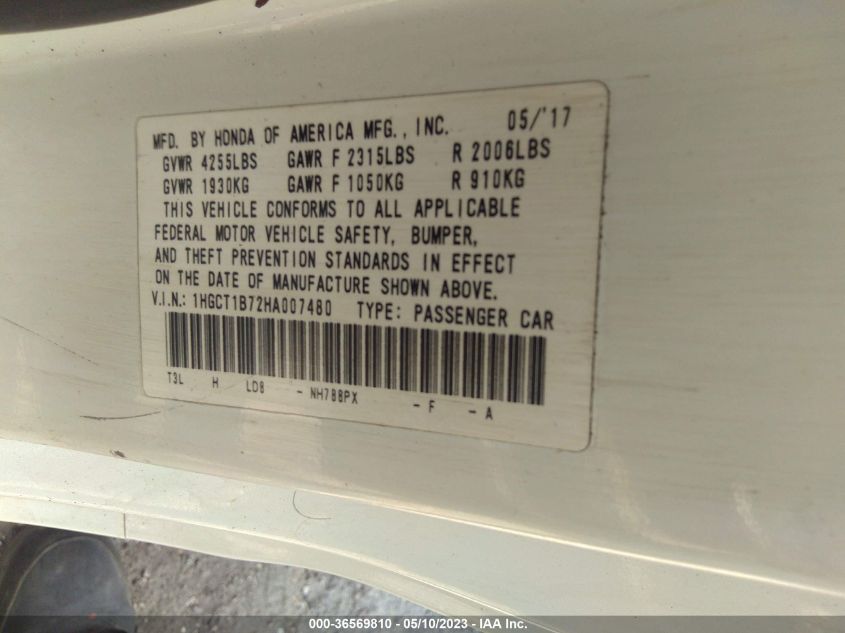 MFD. BY HONDA OF AMERICA MFG., INC. 05/'17
GVWR 4255LBS GAWR F 2315LBS R 2006LBS
GVWR 1930KG GAWR F 1050KG R 910KG
THIS VEHICLE CONFORMS TO ALL APPLICABLE
FEDERAL MOTOR VEHICLE SAFETY, BUMPER,
AND THEFT PREVENTION STANDARDS IN EFFECT
ON THE DATE OF MANUFACTURE SHOWN ABOVE.
V.I.N.: 1HGCT1B72HA007480 TYPE: PASSENGER CAR
T3L H LD8 - NH788PX - F - A
000-36569810 - 05/10/2023 - IAA Inc.